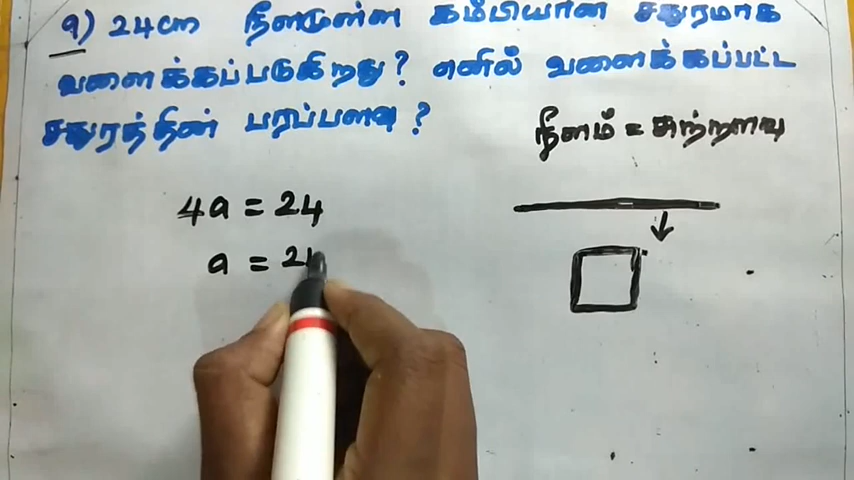 9) 24cm நீளமுள்ள கம்பியான சதுரமாக
வளைக்கப்படுகிறது? எனில் வளைக்கப்பட்ட
சதுரத்தின் பரப்பளவு?
நீளம் = சுற்றளவு
4a = 24
a = 24